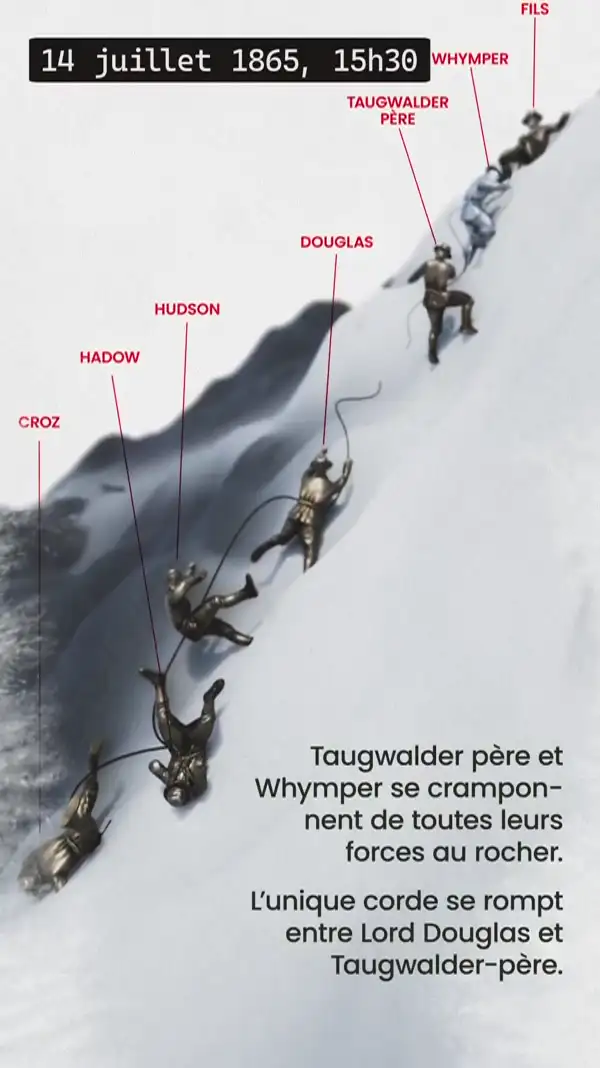 FILS
14 juillet 1865, 15h30
WHYMPER
TAUGWALDER
PÈRE
DOUGLAS
HUDSON
HADOW
CROZ
Taugwalder père et
Whymper se crampon-
nent de toutes leurs
forces au rocher.
L’unique corde se rompt
entre Lord Douglas et
Taugwalder-père.